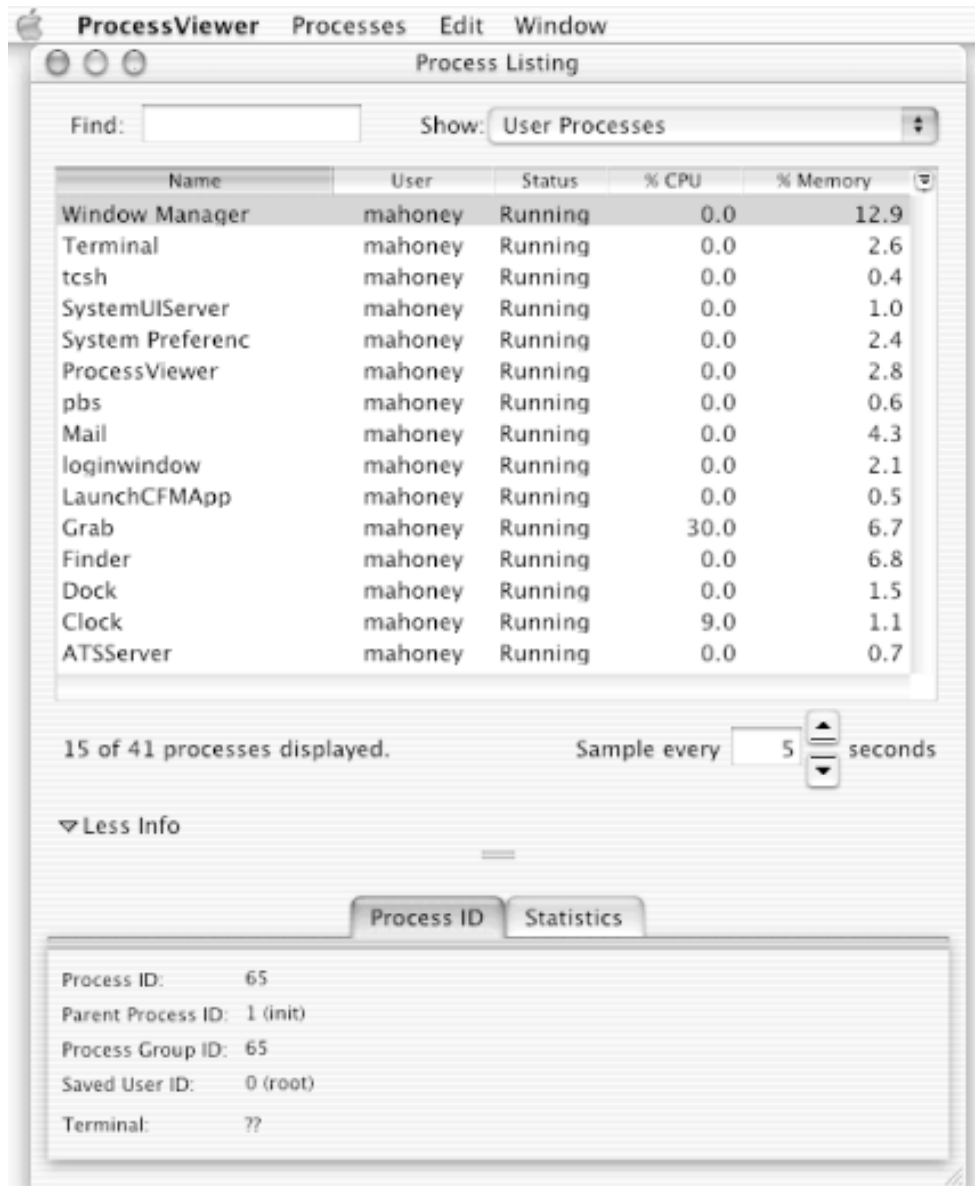 ProcessViewer Processes Edit Window
Process Listing
Find: Show: User Processes
Name User Status % CPU % Memory
Window Manager mahoney Running 0.0 12.9
Terminal mahoney Running 0.0 2.6
tcsh mahoney Running 0.0 0.4
SystemUIServer mahoney Running 0.0 1.0
System Preferenc mahoney Running 0.0 2.4
ProcessViewer mahoney Running 0.0 2.8
pbs mahoney Running 0.0 0.6
Mail mahoney Running 0.0 4.3
loginwindow mahoney Running 0.0 2.1
LaunchCFMApp mahoney Running 0.0 0.5
Grab mahoney Running 30.0 6.7
Finder mahoney Running 0.0 6.8
Dock mahoney Running 0.0 1.5
Clock mahoney Running 9.0 1.1
ATSServer mahoney Running 0.0 0.7
15 of 41 processes displayed. Sample every 5 seconds
Less Info
Process ID Statistics
Process ID: 65
Parent Process ID: 1 (init)
Process Group ID: 65
Saved User ID: 0 (root)
Terminal: ??